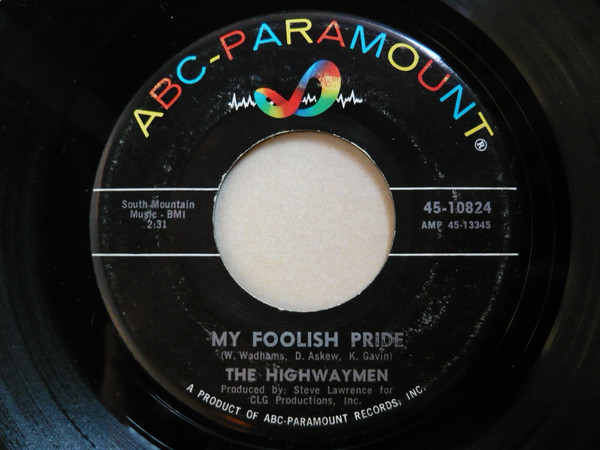 ABC-PARAMOUNT®
South Mountain
Music - BMI
2:31
45-10824
AMP 45-13345
MY FOOLISH PRIDE
(W. Wadhams, D. Askew, K. Gavin)
THE HIGHWAYMEN
Produced by: Steve Lawrence for
CLG Productions, Inc.
A PRODUCT OF ABC-PARAMOUNT RECORDS, INC.